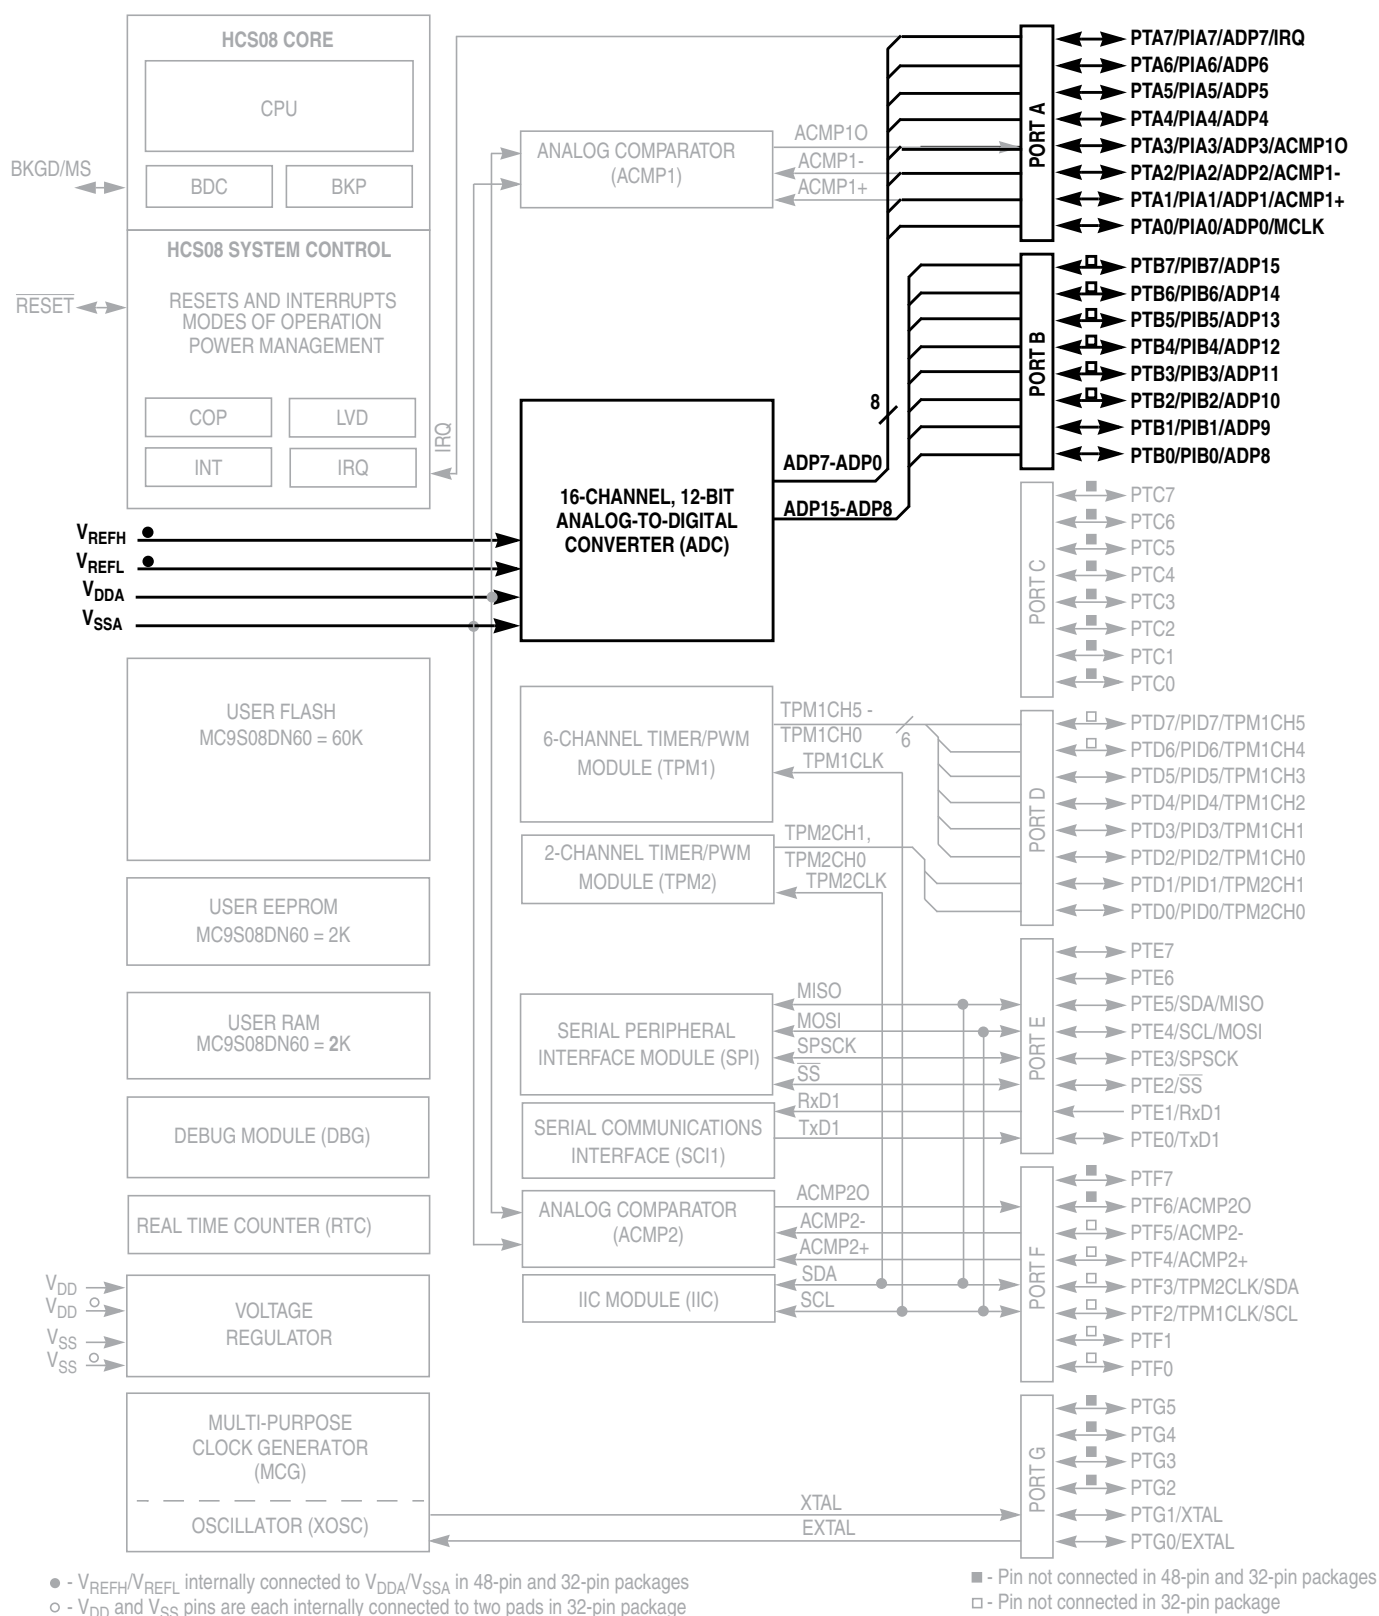 HCS08 CORE
CPU
BDC
BKP
BKGD/MS
HCS08 SYSTEM CONTROL
RESETS AND INTERRUPTS
MODES OF OPERATION
POWER MANAGEMENT
RESET
COP
LVD
INT
IRQ
IRQ
VREFH
VREFL
VDDA
VSSA
USER FLASH
MC9S08DN60 = 60K
USER EEPROM
MC9S08DN60 = 2K
USER RAM
MC9S08DN60 = 2K
DEBUG MODULE (DBG)
REAL TIME COUNTER (RTC)
VDD
VDD
VSS
VSS
VOLTAGE
REGULATOR
MULTI-PURPOSE
CLOCK GENERATOR
(MCG)
OSCILLATOR (XOSC)
ANALOG COMPARATOR
(ACMP1)
ACMP1O
ACMP1-
ACMP1+
16-CHANNEL, 12-BIT
ANALOG-TO-DIGITAL
CONVERTER (ADC)
8
ADP7-ADP0
ADP15-ADP8
6-CHANNEL TIMER/PWM
MODULE (TPM1)
TPM1CH5 -
TPM1CH0
6
TPM1CLK
2-CHANNEL TIMER/PWM
MODULE (TPM2)
TPM2CH1,
TPM2CH0
TPM2CLK
SERIAL PERIPHERAL
INTERFACE MODULE (SPI)
MISO
MOSI
SPSCK
SS
SERIAL COMMUNICATIONS
INTERFACE (SCI1)
RxD1
TxD1
ANALOG COMPARATOR
(ACMP2)
ACMP2O
ACMP2-
ACMP2+
IIC MODULE (IIC)
SDA
SCL
XTAL
EXTAL
PORT A
PTA7/PIA7/ADP7/IRQ
PTA6/PIA6/ADP6
PTA5/PIA5/ADP5
PTA4/PIA4/ADP4
PTA3/PIA3/ADP3/ACMP1O
PTA2/PIA2/ADP2/ACMP1-
PTA1/PIA1/ADP1/ACMP1+
PTA0/PIA0/ADP0/MCLK
PORT B
PTB7/PIB7/ADP15
PTB6/PIB6/ADP14
PTB5/PIB5/ADP13
PTB4/PIB4/ADP12
PTB3/PIB3/ADP11
PTB2/PIB2/ADP10
PTB1/PIB1/ADP9
PTB0/PIB0/ADP8
PORT C
PTC7
PTC6
PTC5
PTC4
PTC3
PTC2
PTC1
PTC0
PORT D
PTD7/PID7/TPM1CH5
PTD6/PID6/TPM1CH4
PTD5/PID5/TPM1CH3
PTD4/PID4/TPM1CH2
PTD3/PID3/TPM1CH1
PTD2/PID2/TPM1CH0
PTD1/PID1/TPM2CH1
PTD0/PID0/TPM2CH0
PORT E
PTE7
PTE6
PTE5/SDA/MISO
PTE4/SCL/MOSI
PTE3/SPSCK
PTE2/SS
PTE1/RxD1
PTE0/TxD1
PORT F
PTF7
PTF6/ACMP2O
PTF5/ACMP2-
PTF4/ACMP2+
PTF3/TPM2CLK/SDA
PTF2/TPM1CLK/SCL
PTF1
PTF0
PORT G
PTG5
PTG4
PTG3
PTG2
PTG1/XTAL
PTG0/EXTAL
● - VREFH/VREFL internally connected to VDDA/VSSA in 48-pin and 32-pin packages
○ - VDD and VSS pins are each internally connected to two pads in 32-pin package
■ - Pin not connected in 48-pin and 32-pin packages
□ - Pin not connected in 32-pin package